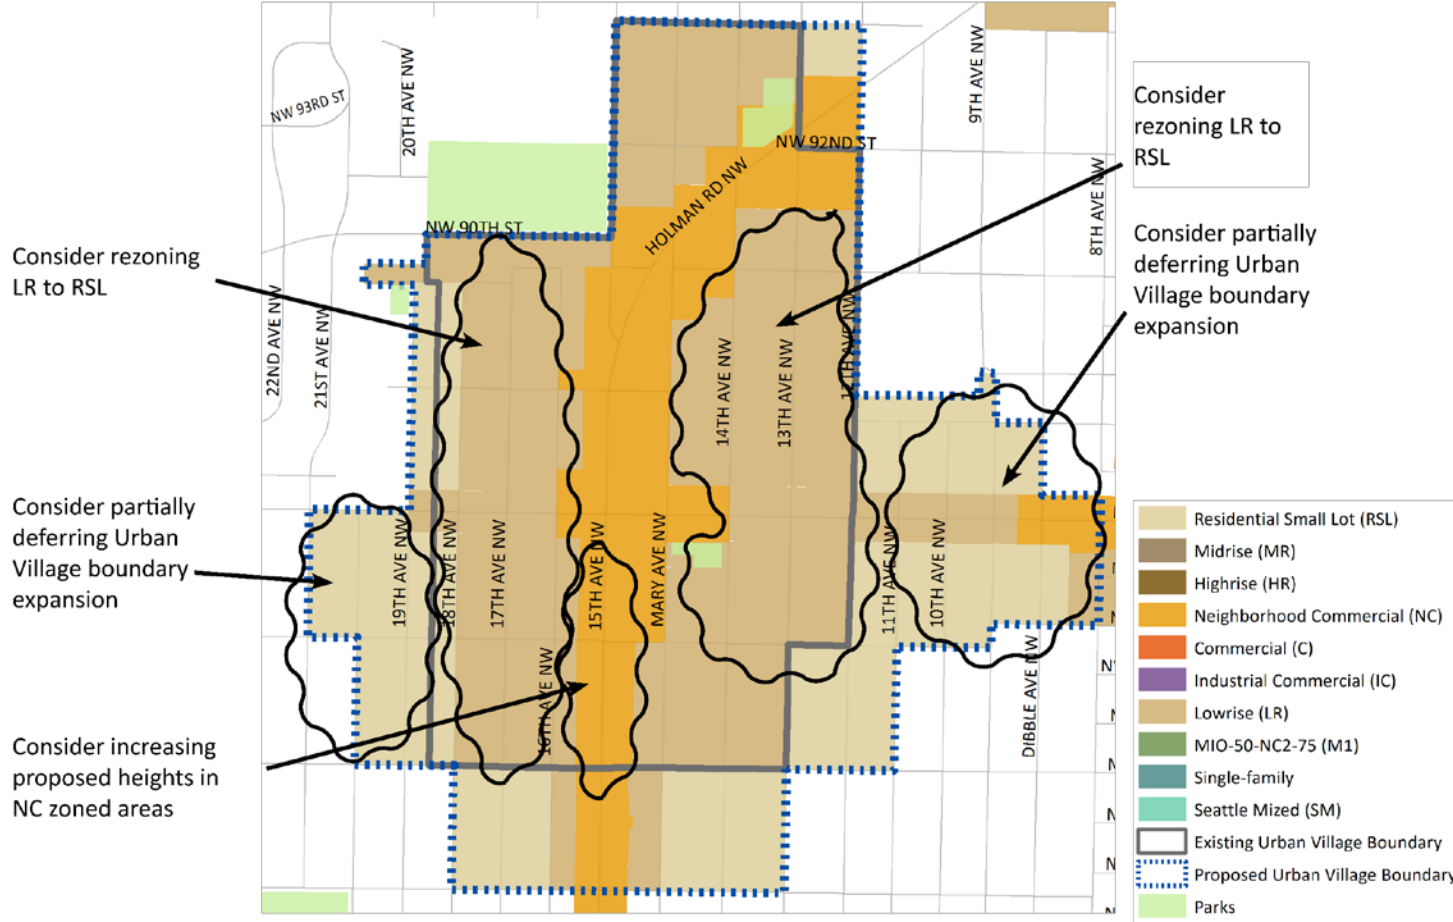 Consider rezoning
LR to RSL
Consider partially
deferring Urban
Village boundary
expansion
Consider increasing
proposed heights in
NC zoned areas
NW 93RD ST
20TH AVE NW
9TH AVE NW
NW 92ND ST
HOLMAN RD NW
8TH AVE NW
NW 90TH ST
22ND AVE NW
21ST AVE NW
14TH AVE NW
13TH AVE NW
12TH AVE NW
19TH AVE NW
18TH AVE NW
17TH AVE NW
15TH AVE NW
MARY AVE NW
11TH AVE NW
10TH AVE NW
16TH AVE NW
DIBBLE AVE NW
Consider
rezoning LR to
RSL
Consider partially
deferring Urban
Village boundary
expansion
Residential Small Lot (RSL)
Midrise (MR)
Highrise (HR)
Neighborhood Commercial (NC)
Commercial (C)
Industrial Commercial (IC)
Lowrise (LR)
MIO-50-NC2-75 (M1)
Single-family
Seattle Mized (SM)
Existing Urban Village Boundary
Proposed Urban Village Boundary
Parks